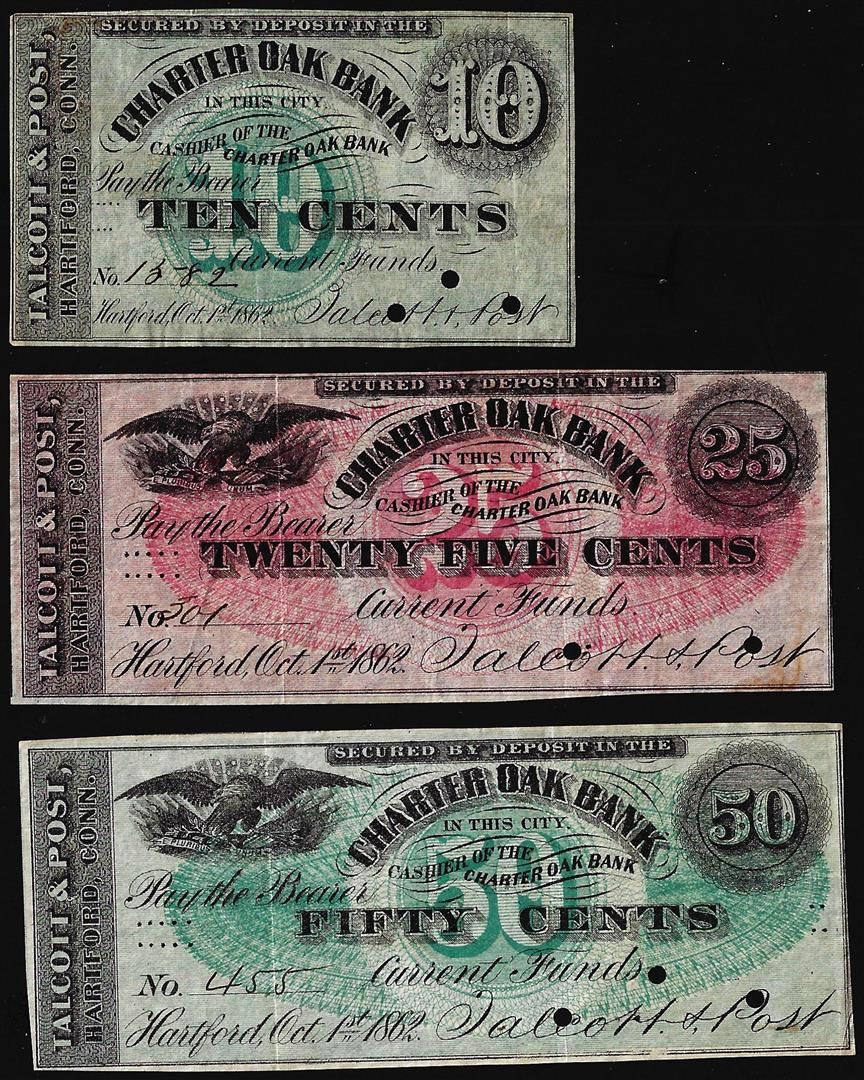 TALCOTT & POST,
HARTFORD, CONN.
SECURED BY DEPOSIT IN THE
CHARTER OAK BANK
IN THIS CITY.
10
CASHIER OF THE
CHARTER OAK BANK
Pay the Bearer
10
TEN CENTS
Current Funds
No. 1382
Hartford, Oct. 1st 1862. Talcott & Post
TALCOTT & POST,
HARTFORD, CONN.
SECURED BY DEPOSIT IN THE
CHARTER OAK BANK
25
IN THIS CITY.
E PLURIBUS UNUM
CASHIER OF THE
CHARTER OAK BANK
25
Pay the Bearer
TWENTY FIVE CENTS
No. 301
Current Funds.
Hartford, Oct. 1st 1862. Talcott & Post
TALCOTT & POST,
HARTFORD, CONN.
SECURED BY DEPOSIT IN THE
CHARTER OAK BANK
50
IN THIS CITY.
E PLURIBUS
CASHIER OF THE
CHARTER OAK BANK
Pay the Bearer
50
FIFTY CENTS
No. 455
Current Funds.
Hartford, Oct. 1st 1862. Talcott & Post